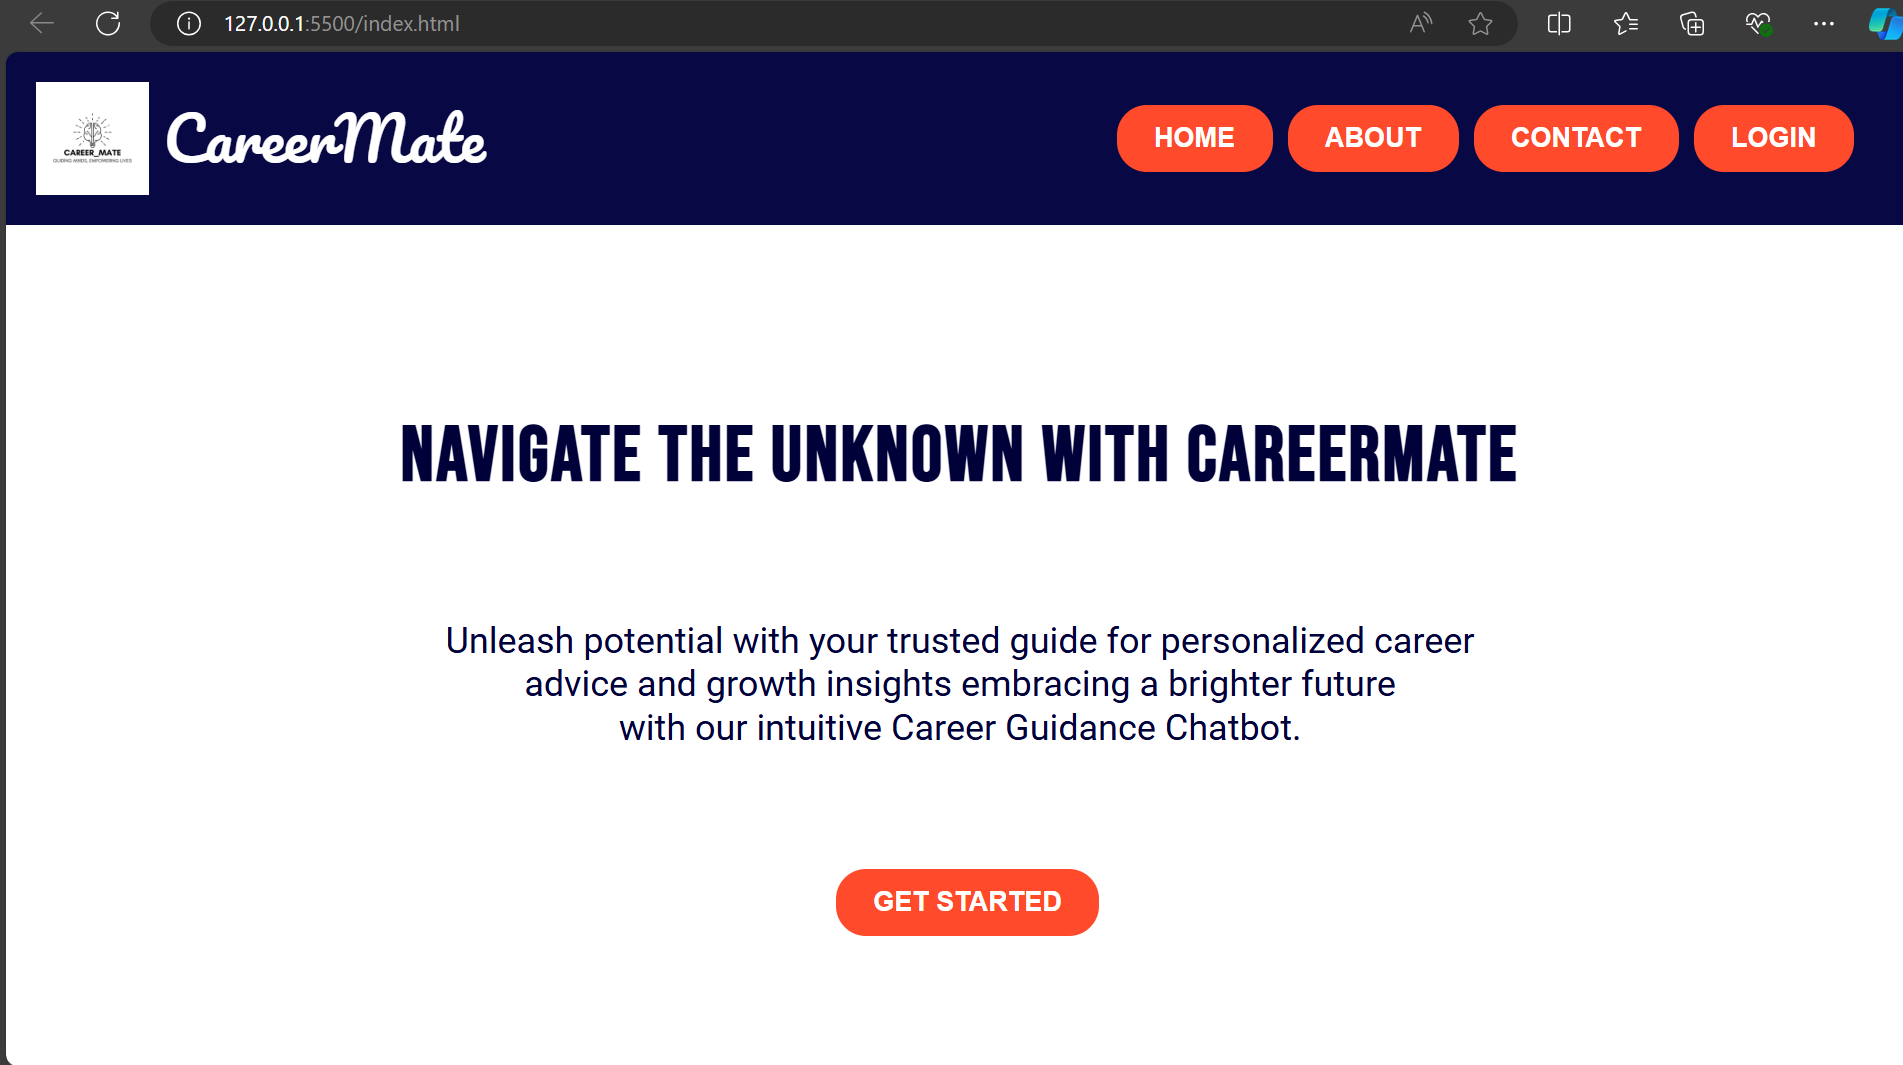 127.0.0.1:5500/index.html
CAREER_MATE
GUIDING MINDS, EMPOWERING LIVES
CareerMate
HOME ABOUT CONTACT LOGIN
NAVIGATE THE UNKNOWN WITH CAREERMATE
Unleash potential with your trusted guide for personalized career
advice and growth insights embracing a brighter future
with our intuitive Career Guidance Chatbot.
GET STARTED